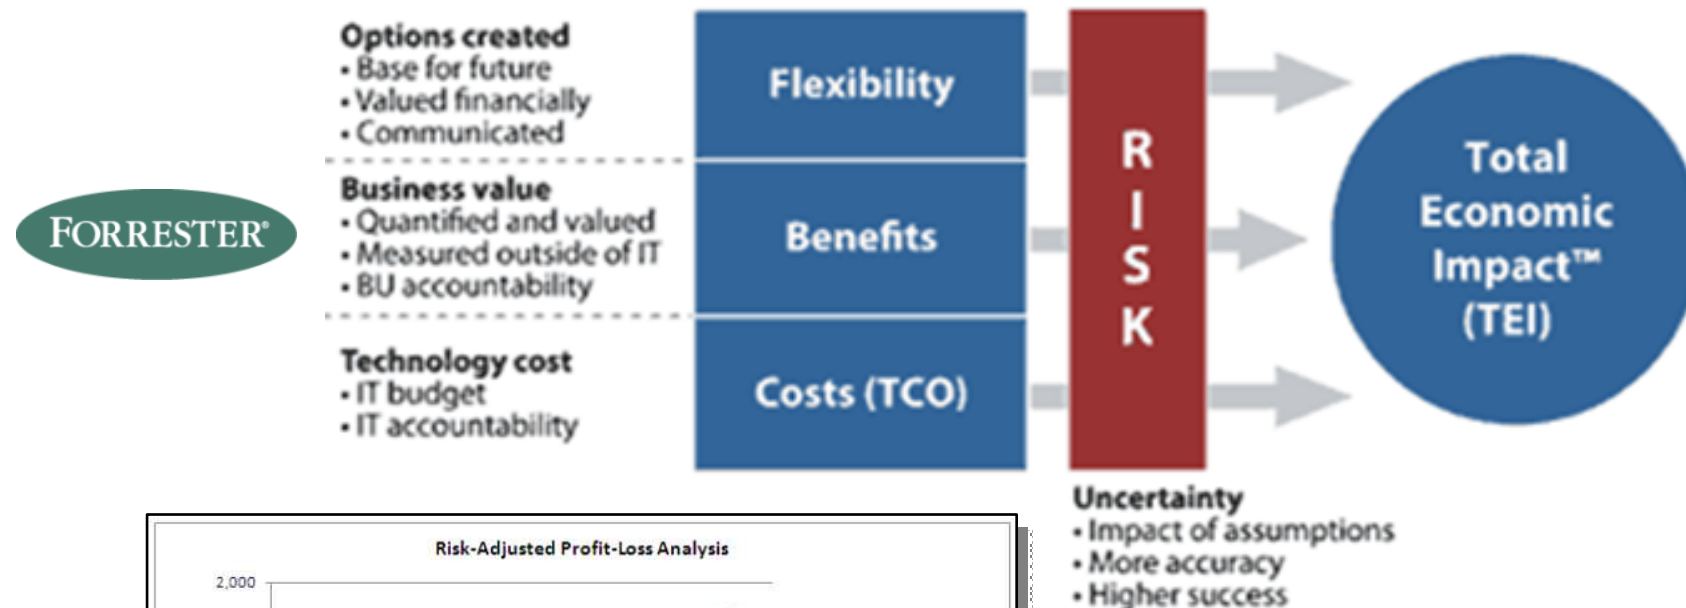 FORRESTER®
Options created
• Base for future
• Valued financially
• Communicated
Business value
• Quantified and valued
• Measured outside of IT
• BU accountability
Technology cost
• IT budget
• IT accountability
Flexibility
Benefits
Costs (TCO)
R
I
S
K
Total
Economic
Impact™
(TEI)
Uncertainty
• Impact of assumptions
• More accuracy
• Higher success
Risk-Adjusted Profit-Loss Analysis
2,000